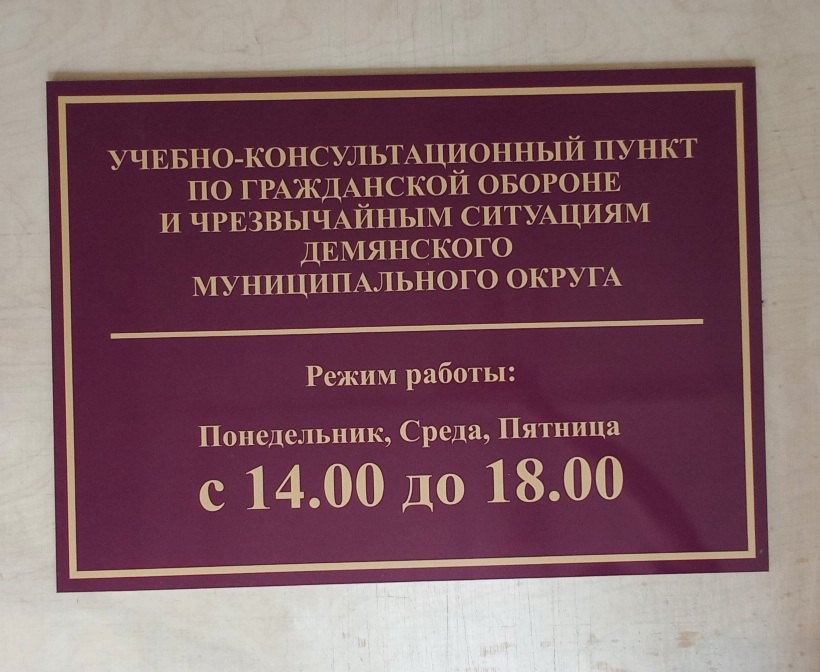 УЧЕБНО-КОНСУЛЬТАЦИОННЫЙ ПУНКТ
ПО ГРАЖДАНСКОЙ ОБОРОНЕ
И ЧРЕЗВЫЧАЙНЫМ СИТУАЦИЯМ
ДЕМЯНСКОГО
МУНИЦИПАЛЬНОГО ОКРУГА
Режим работы:
Понедельник, Среда, Пятница
с 14.00 до 18.00